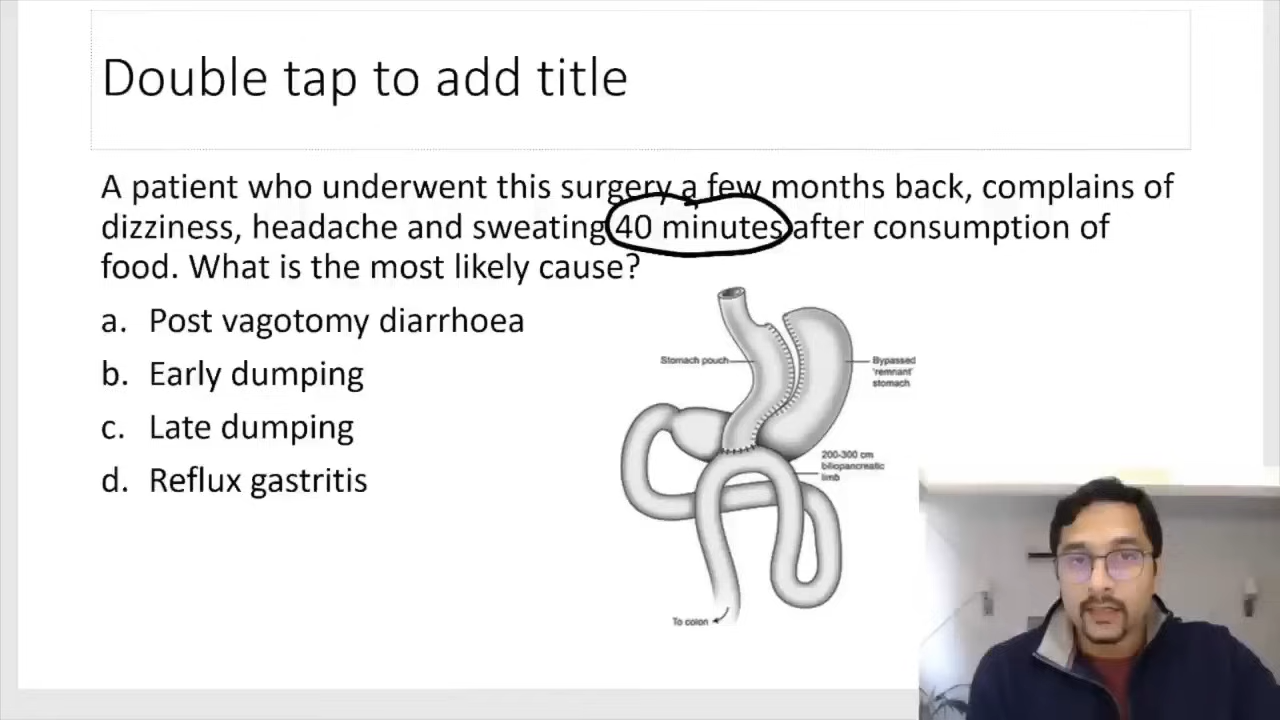 Double tap to add title
A patient who underwent this surgery a few months back, complains of
dizziness, headache and sweating 40 minutes after consumption of
food. What is the most likely cause?
a. Post vagotomy diarrhoea
b. Early dumping
c. Late dumping
d. Reflux gastritis
Stomach pouch
Bypassed
'remnant'
stomach
200-300 cm
biliopancreatic
limb
To colon